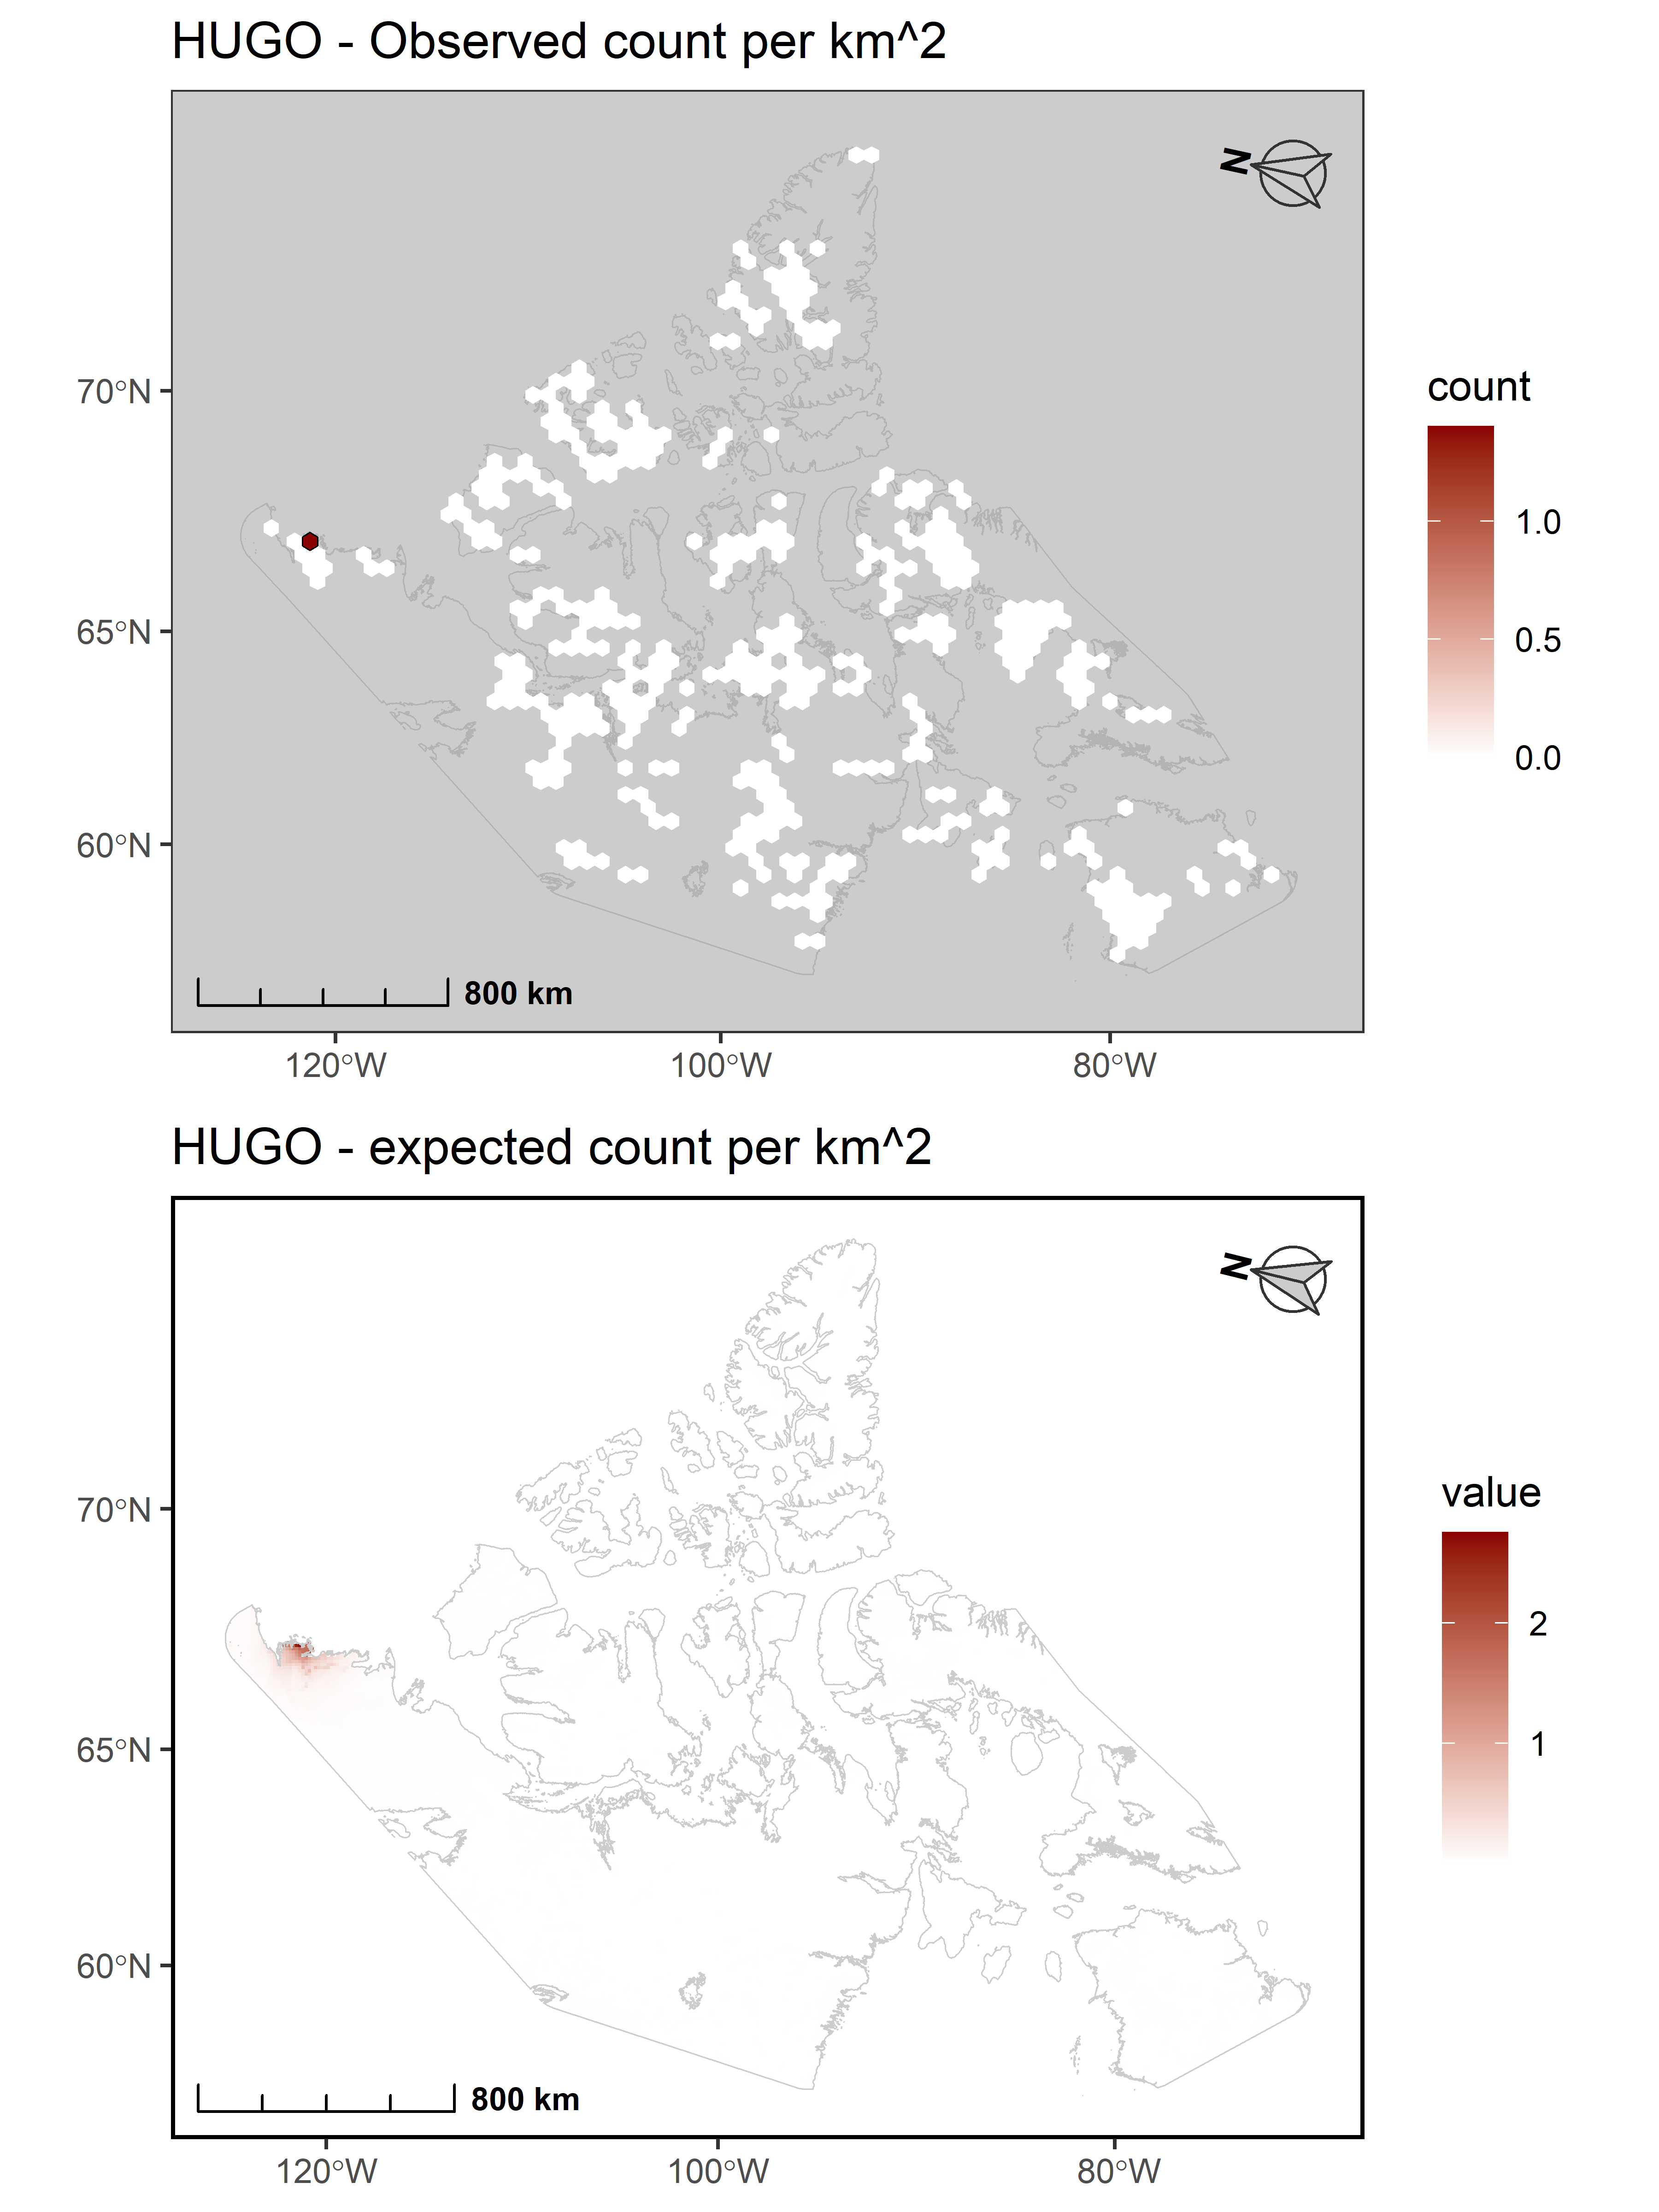 HUGO - Observed count per km^2
N
70°N
65°N
60°N
800 km
120°W
100°W
80°W
count
1.0
0.5
0.0
HUGO - expected count per km^2
N
70°N
65°N
60°N
800 km
120°W
100°W
80°W
value
2
1